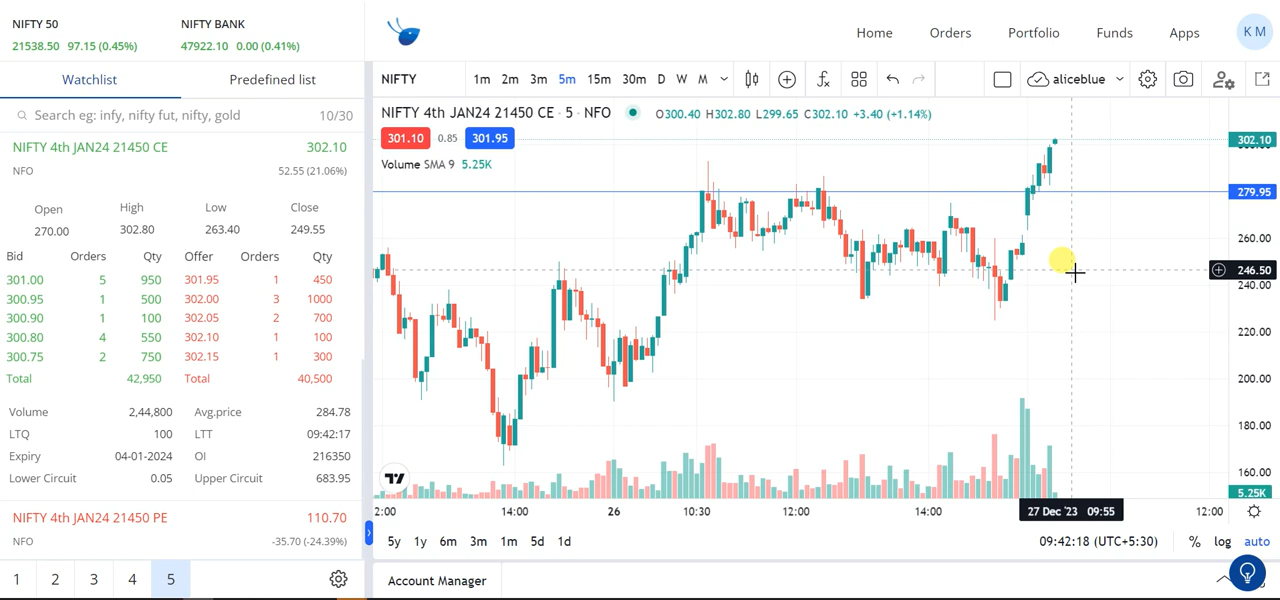 NIFTY 50
21538.50 97.15 (0.45%)
NIFTY BANK
47922.10 0.00 (0.41%)
Home
Orders
Portfolio
Funds
Apps
K M
Watchlist
Predefined list
Search eg: infy, nifty fut, nifty, gold
10/30
NIFTY 4th JAN24 21450 CE 302.10
NFO 52.55 (21.06%)
Open High Low Close
270.00 302.80 263.40 249.55
Bid Orders Qty Offer Orders Qty
301.00 5 950 301.95 1 450
300.95 1 500 302.00 3 1000
300.90 1 100 302.05 2 700
300.80 4 550 302.10 1 100
300.75 2 750 302.15 1 300
Total 42,950 Total 40,500
Volume 2,44,800 Avg.price 284.78
LTQ 100 LTT 09:42:17
Expiry 04-01-2024 OI 216350
Lower Circuit 0.05 Upper Circuit 683.95
NIFTY 4th JAN24 21450 PE 110.70
NFO -35.70 (-24.39%)
1 2 3 4 5
NIFTY 1m 2m 3m 5m 15m 30m D W M
aliceblue
NIFTY 4th JAN24 21450 CE · 5 · NFO O300.40 H302.80 L299.65 C302.10 +3.40 (+1.14%)
301.10 0.85 301.95
Volume SMA 9 5.25K
302.10
279.95
260.00
246.50
240.00
220.00
200.00
180.00
160.00
5.25K
2:00 14:00 26 10:30 12:00 14:00 27 Dec '23 09:55 12:00
5y 1y 6m 3m 1m 5d 1d
09:42:18 (UTC+5:30) % log auto
Account Manager